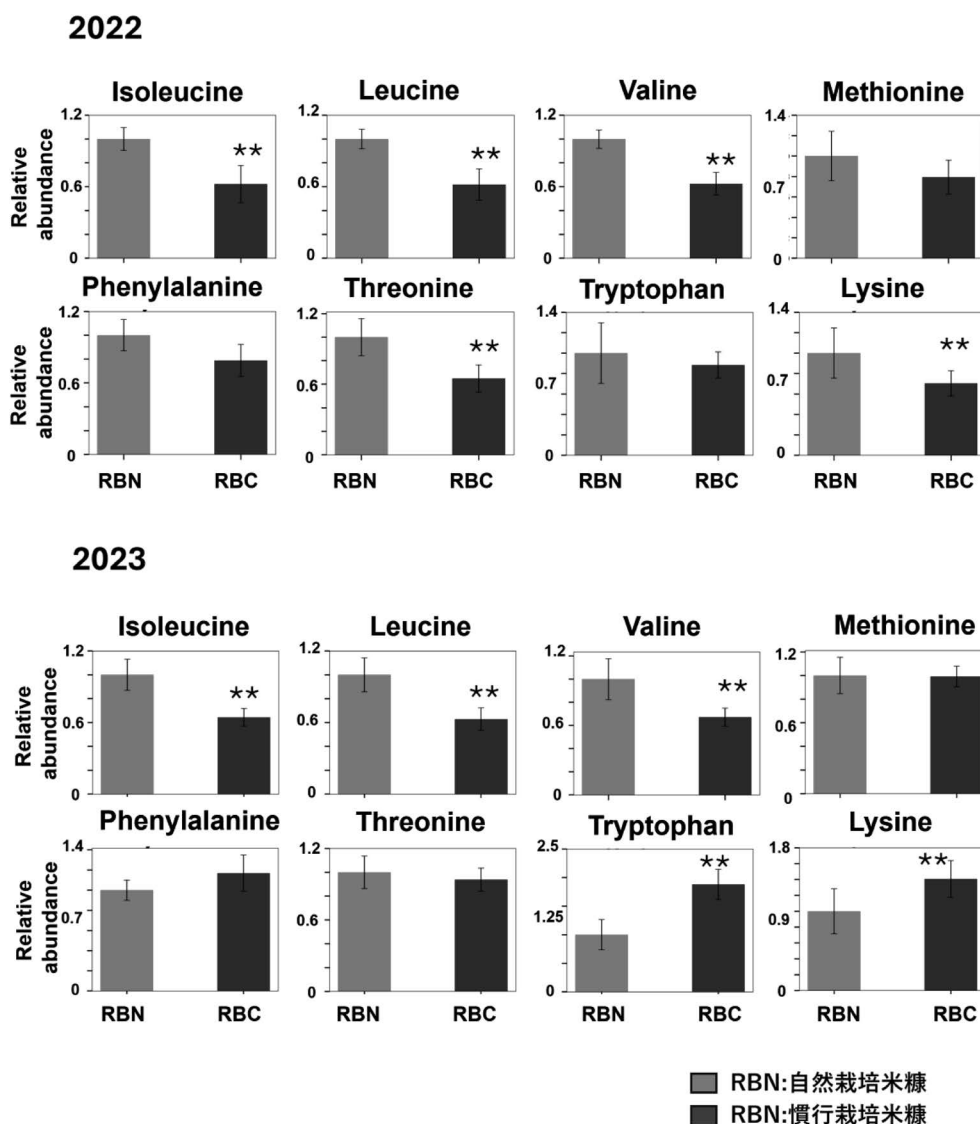 2022
Isoleucine Leucine Valine Methionine
Relative abundance
1.2 0.6 0 **
1.2 0.6 0 **
1.2 0.6 0 **
1.4 0.7 0
Phenylalanine Threonine Tryptophan Lysine
Relative abundance
1.2 0.6 0
1.2 0.6 0 **
1.4 0.7 0
1.4 0.7 0 **
RBN RBC RBN RBC RBN RBC RBN RBC
2023
Isoleucine Leucine Valine Methionine
Relative abundance
1.2 0.6 0 **
1.2 0.6 0 **
1.2 0.6 0 **
1.2 0.6 0
Phenylalanine Threonine Tryptophan Lysine
Relative abundance
1.4 0.7 0
1.2 0.6 0
2.5 1.25 0 **
1.8 0.9 0 **
RBN RBC RBN RBC RBN RBC RBN RBC
RBN:自然栽培米糠
RBN:慣行栽培米糠